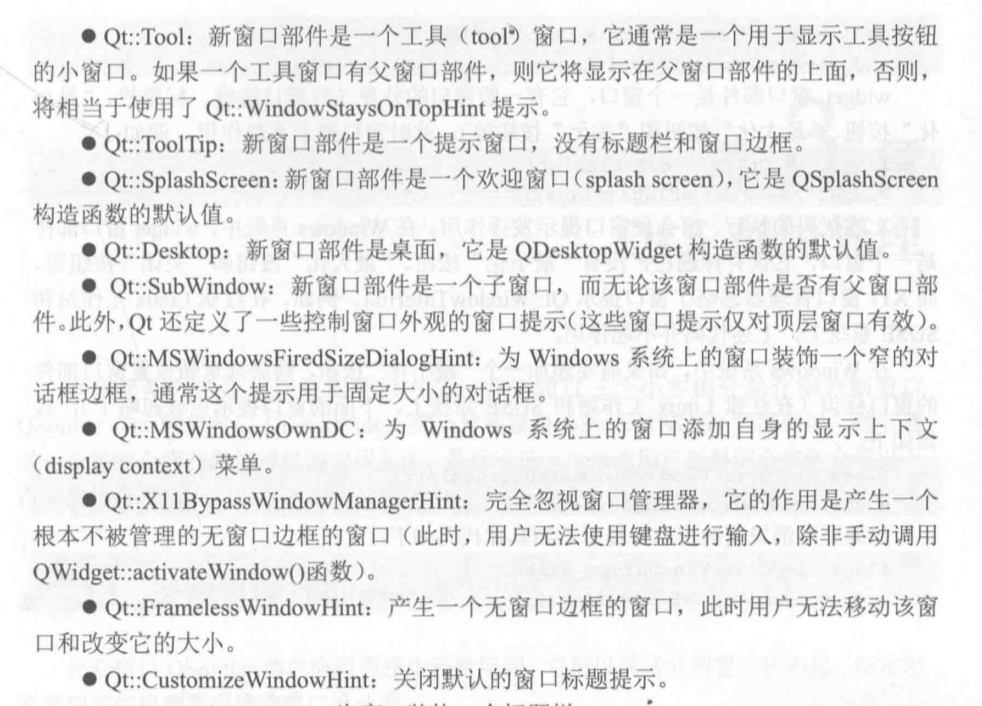 ● Qt::Tool：新窗口部件是一个工具（tool）窗口，它通常是一个用于显示工具按钮
的小窗口。如果一个工具窗口有父窗口部件，则它将显示在父窗口部件的上面，否则，
将相当于使用了 Qt::WindowStaysOnTopHint 提示．
● Qt::ToolTip：新窗口部件是一个提示窗口，没有标题栏和窗口边框。
● Qt::SplashScreen：新窗口部件是一个欢迎窗口（splash screen），它是 QSplashScreen
构造函数的默认值。
● Qt::Desktop：新窗口部件是桌面，它是 QDesktopWidget 构造函数的默认值。
● Qt::SubWindow：新窗口部件是一个子窗口，而无论该窗口部件是否有父窗口部
件。此外，Qt 还定义了一些控制窗口外观的窗口提示（这些窗口提示仅对顶层窗口有效）。
● Qt::MSWindowsFiredSizeDialogHint：为 Windows 系统上的窗口装饰一个窄的对
话框边框，通常这个提示用于固定大小的对话框。
● Qt::MSWindowsOwnDC：为 Windows 系统上的窗口添加自身的显示上下文
（display context）菜单。
● Qt::X11BypassWindowManagerHint：完全忽视窗口管理器，它的作用是产生一个
根本不被管理的无窗口边框的窗口（此时，用户无法使用键盘进行输入，除非手动调用
QWidget::activateWindow()函数）。
● Qt::FramelessWindowHint：产生一个无窗口边框的窗口，此时用户无法移动该窗
口和改变它的大小。
● Qt::CustomizeWindowHint：关闭默认的窗口标题提示．